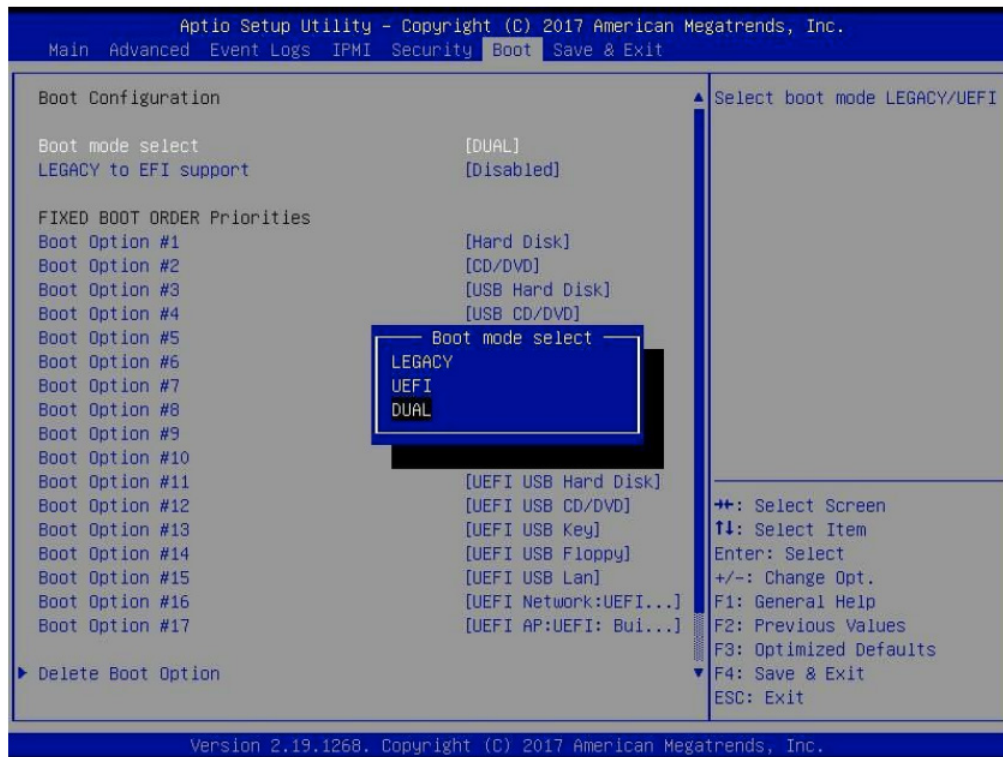 Aptio Setup Utility – Copyright (C) 2017 American Megatrends, Inc.
Main Advanced Event Logs IPMI Security Boot Save & Exit
Boot Configuration
Select boot mode LEGACY/UEFI
Boot mode select [DUAL]
LEGACY to EFI support [Disabled]
FIXED BOOT ORDER Priorities
Boot Option #1 [Hard Disk]
Boot Option #2 [CD/DVD]
Boot Option #3 [USB Hard Disk]
Boot Option #4 [USB CD/DVD]
Boot Option #5
Boot Option #6
Boot Option #7
Boot Option #8
Boot Option #9
Boot Option #10
Boot mode select
LEGACY
UEFI
DUAL
Boot Option #11 [UEFI USB Hard Disk]
Boot Option #12 [UEFI USB CD/DVD]
Boot Option #13 [UEFI USB Key]
Boot Option #14 [UEFI USB Floppy]
Boot Option #15 [UEFI USB Lan]
Boot Option #16 [UEFI Network:UEFI...]
Boot Option #17 [UEFI AP:UEFI: Bui...]
Delete Boot Option
→←: Select Screen
↑↓: Select Item
Enter: Select
+/-: Change Opt.
F1: General Help
F2: Previous Values
F3: Optimized Defaults
F4: Save & Exit
ESC: Exit
Version 2.19.1268. Copyright (C) 2017 American Megatrends, Inc.